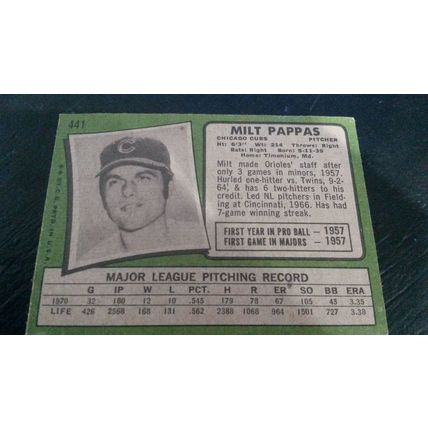 441
MILT PAPPAS
CHICAGO CUBS PITCHER
Ht: 6'3" Wt: 214 Throws: Right
Bats: Right Born: 5-11-39
Home: Timonium, Md.
Milt made Orioles' staff after
only 3 games in minors, 1957.
Hurled one-hitter vs. Twins, 9-2-
64, & has 6 two-hitters to his
credit. Led NL pitchers in Field-
ing at Cincinnati, 1966. Has had
7-game winning streak.
FIRST YEAR IN PRO BALL — 1957
FIRST GAME IN MAJORS — 1957
MAJOR LEAGUE PITCHING RECORD
G IP W L PCT. H R ER SO BB ERA
1970 32 180 12 10 .545 179 78 67 105 43 3.35
LIFE 426 2568 168 131 .562 2388 1068 964 1501 727 3.38